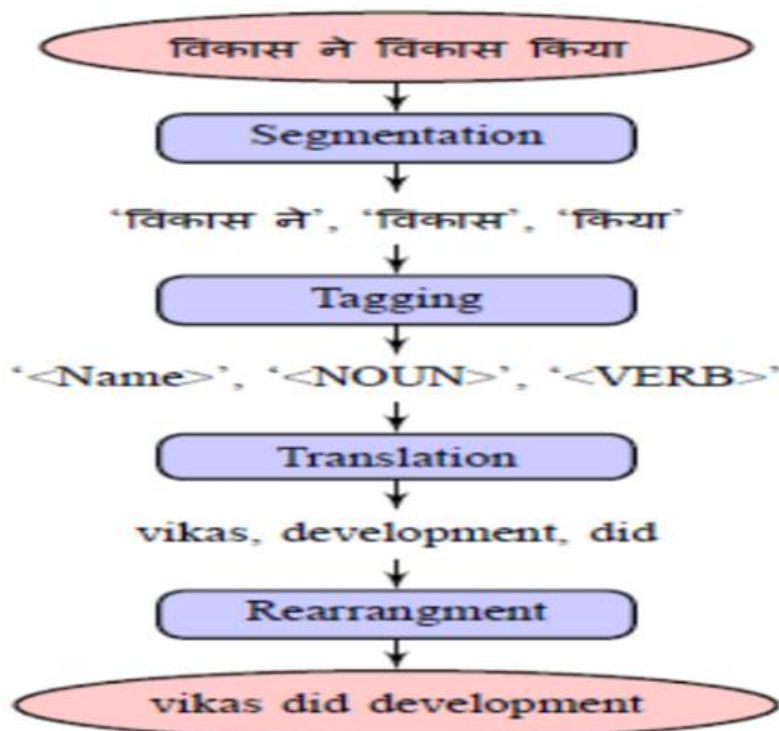 विकास ने विकास किया
Segmentation
‘विकास ने’, ‘विकास’, ‘किया’
Tagging
‘<Name>’, ‘<NOUN>’, ‘<VERB>’
Translation
vikas, development, did
Rearrangment
vikas did development